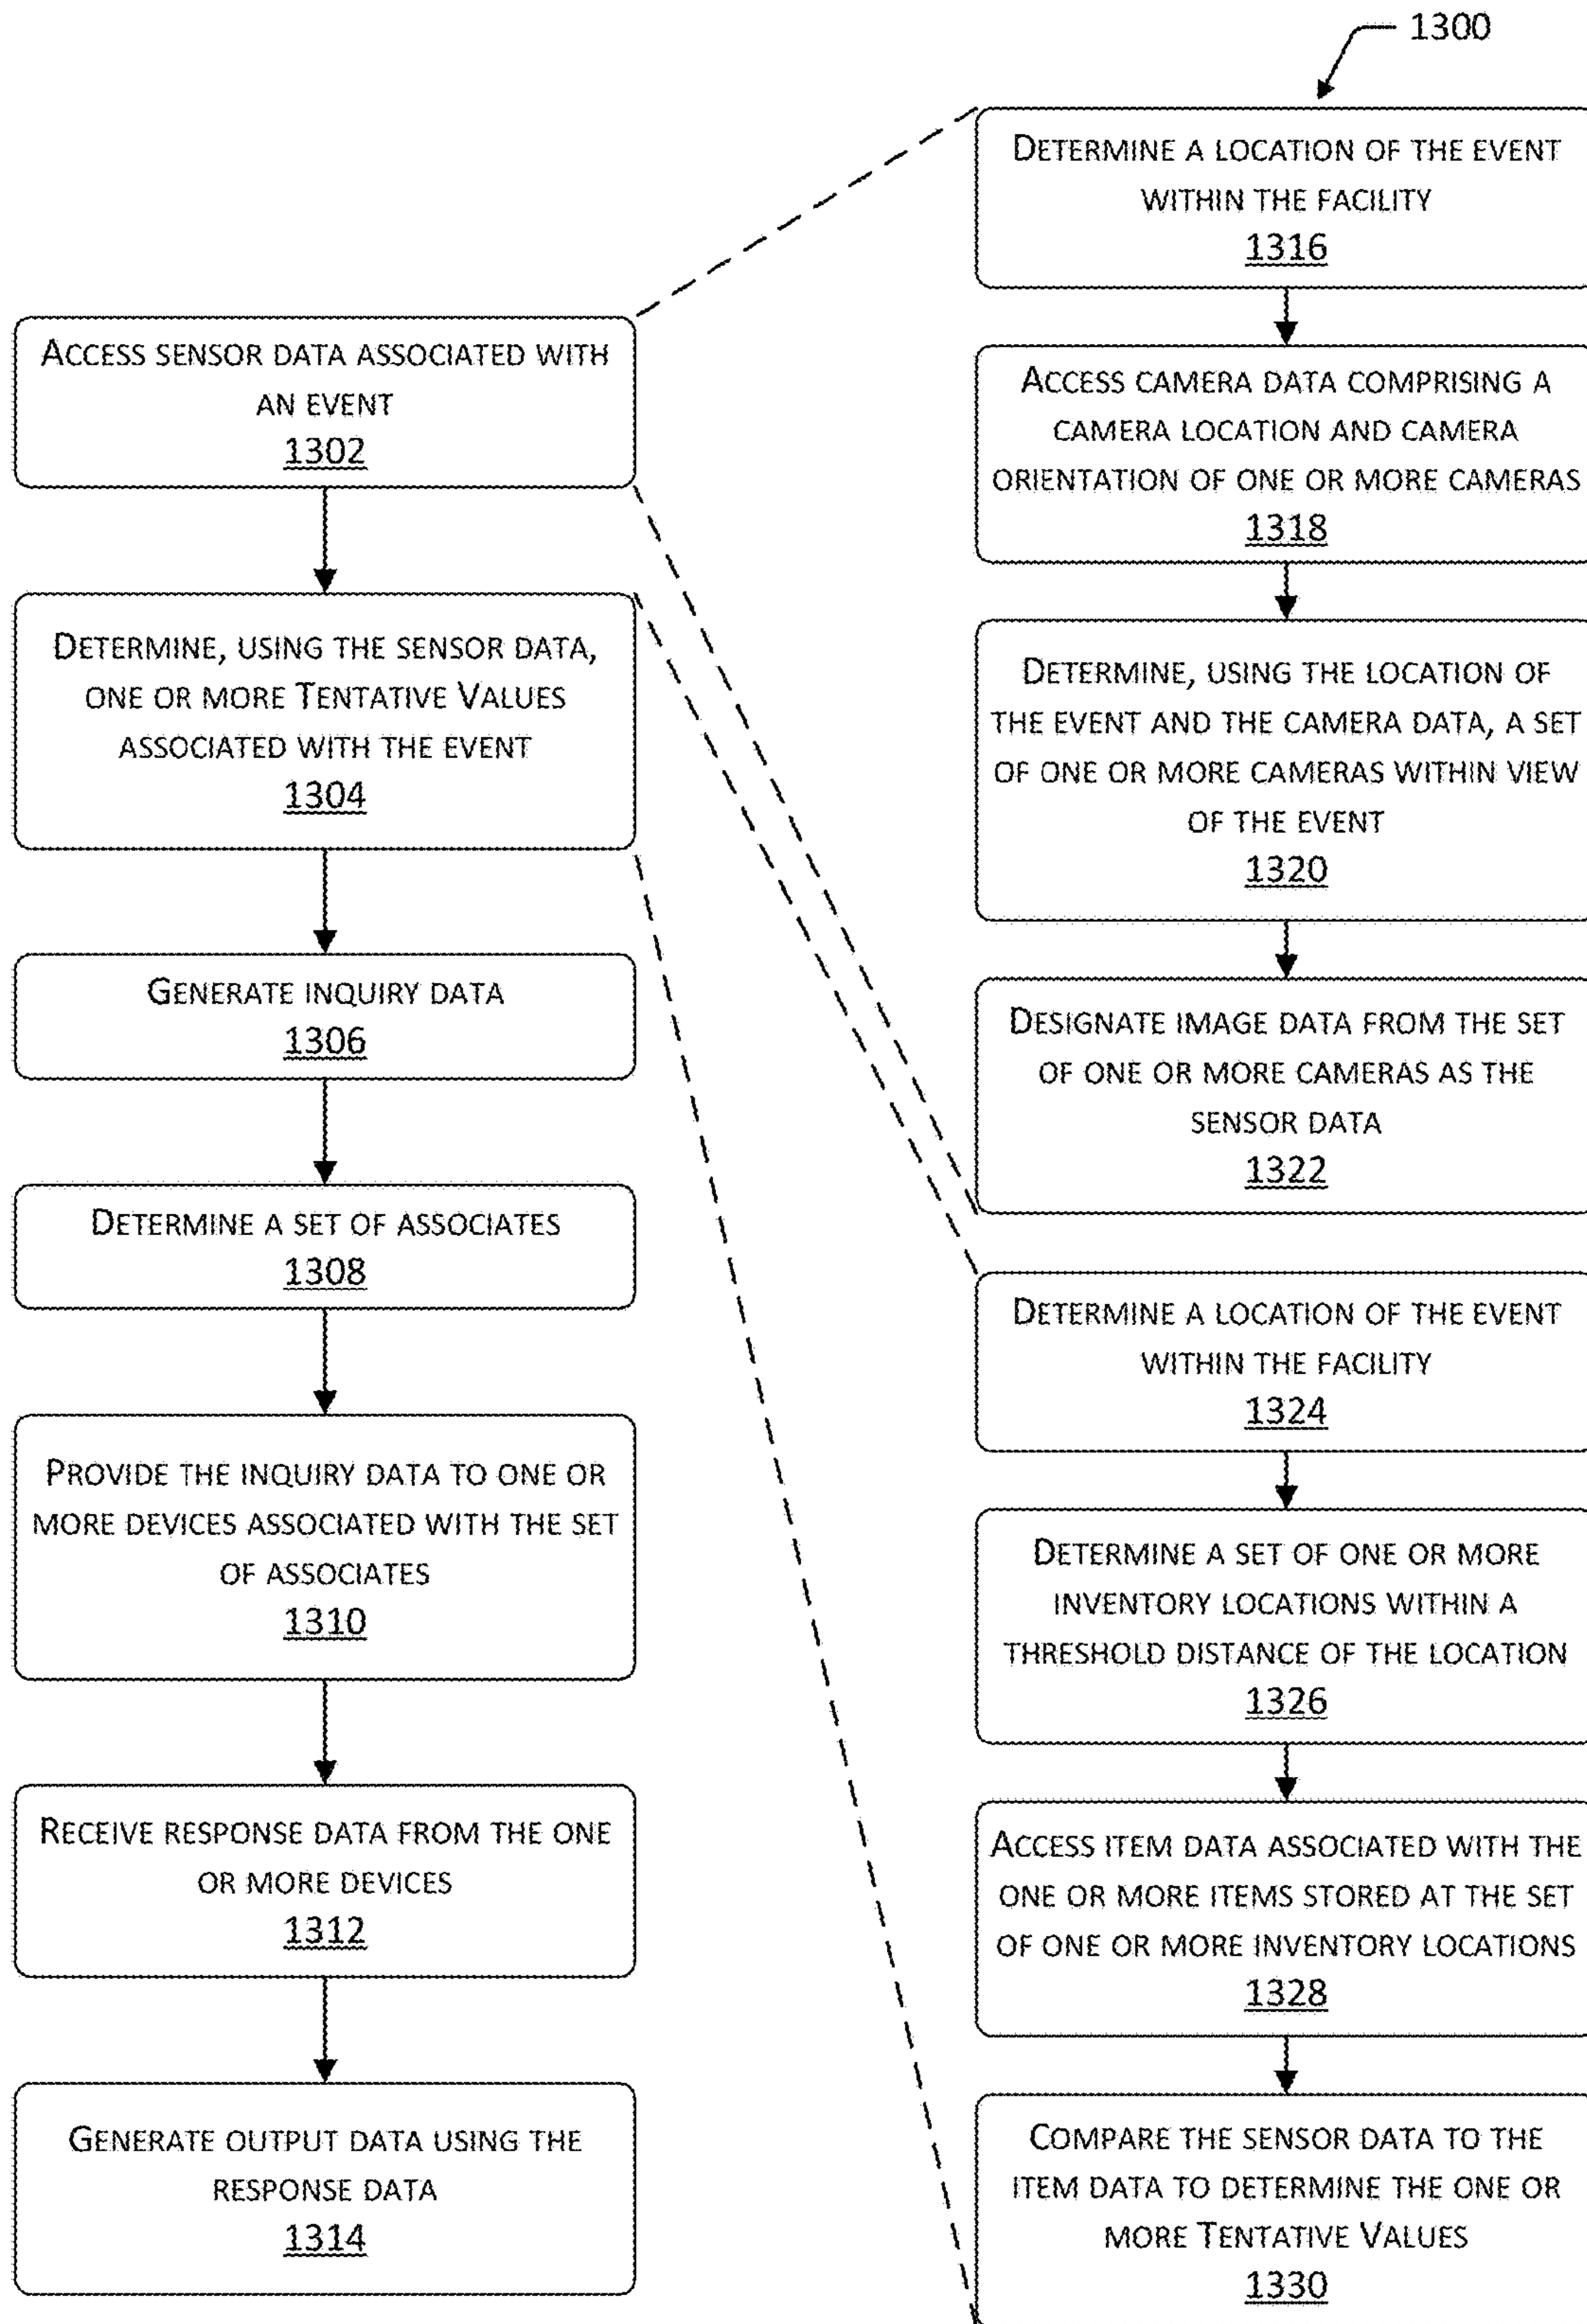 1300
ACCESS SENSOR DATA ASSOCIATED WITH
AN EVENT
1302
DETERMINE, USING THE SENSOR DATA,
ONE OR MORE TENTATIVE VALUES
ASSOCIATED WITH THE EVENT
1304
GENERATE INQUIRY DATA
1306
DETERMINE A SET OF ASSOCIATES
1308
PROVIDE THE INQUIRY DATA TO ONE OR
MORE DEVICES ASSOCIATED WITH THE SET
OF ASSOCIATES
1310
RECEIVE RESPONSE DATA FROM THE ONE
OR MORE DEVICES
1312
GENERATE OUTPUT DATA USING THE
RESPONSE DATA
1314
DETERMINE A LOCATION OF THE EVENT
WITHIN THE FACILITY
1316
ACCESS CAMERA DATA COMPRISING A
CAMERA LOCATION AND CAMERA
ORIENTATION OF ONE OR MORE CAMERAS
1318
DETERMINE, USING THE LOCATION OF
THE EVENT AND THE CAMERA DATA, A SET
OF ONE OR MORE CAMERAS WITHIN VIEW
OF THE EVENT
1320
DESIGNATE IMAGE DATA FROM THE SET
OF ONE OR MORE CAMERAS AS THE
SENSOR DATA
1322
DETERMINE A LOCATION OF THE EVENT
WITHIN THE FACILITY
1324
DETERMINE A SET OF ONE OR MORE
INVENTORY LOCATIONS WITHIN A
THRESHOLD DISTANCE OF THE LOCATION
1326
ACCESS ITEM DATA ASSOCIATED WITH THE
ONE OR MORE ITEMS STORED AT THE SET
OF ONE OR MORE INVENTORY LOCATIONS
1328
COMPARE THE SENSOR DATA TO THE
ITEM DATA TO DETERMINE THE ONE OR
MORE TENTATIVE VALUES
1330